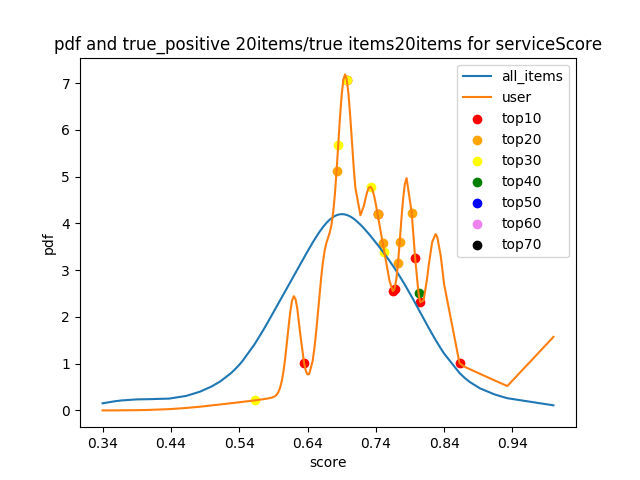 pdf and true_positive 20items/true items20items for serviceScore
all_items
user
top10
top20
top30
top40
top50
top60
top70
7
6
5
4
3
2
1
0
pdf
0.34 0.44 0.54 0.64 0.74 0.84 0.94
score